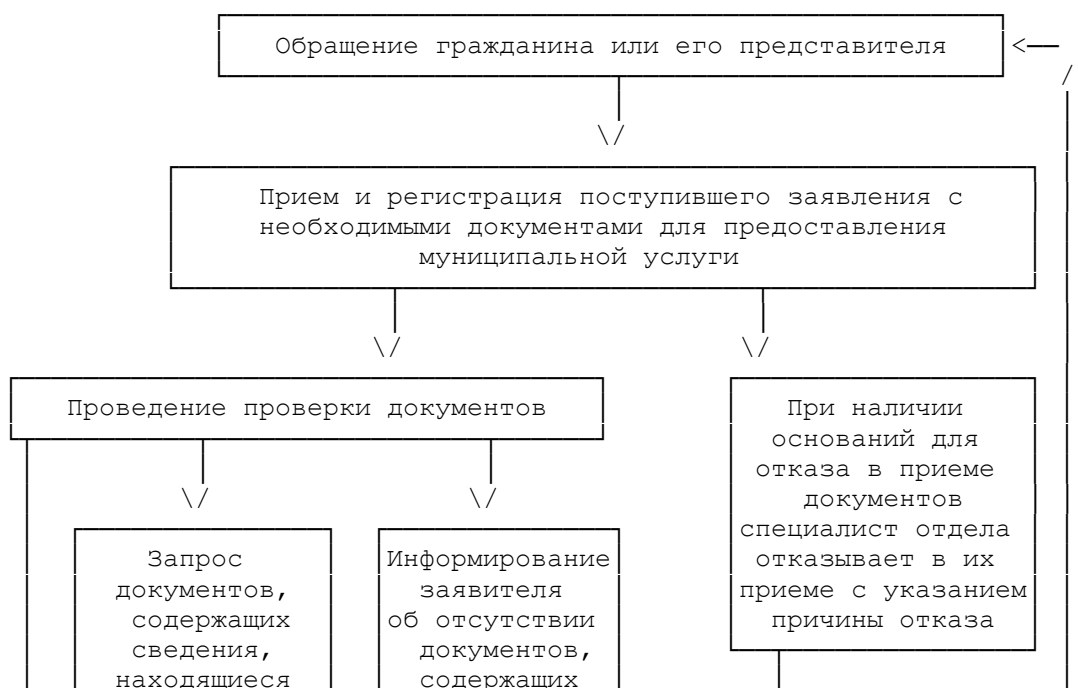 Обращение гражданина или его представителя
Прием и регистрация поступившего заявления с
необходимыми документами для предоставления
муниципальной услуги
Проведение проверки документов
При наличии
оснований для
отказа в приеме
документов
специалист отдела
отказывает в их
приеме с указанием
причины отказа
Запрос
документов,
содержащих
сведения,
находящиеся
Информирование
заявителя
об отсутствии
документов,
содержащих